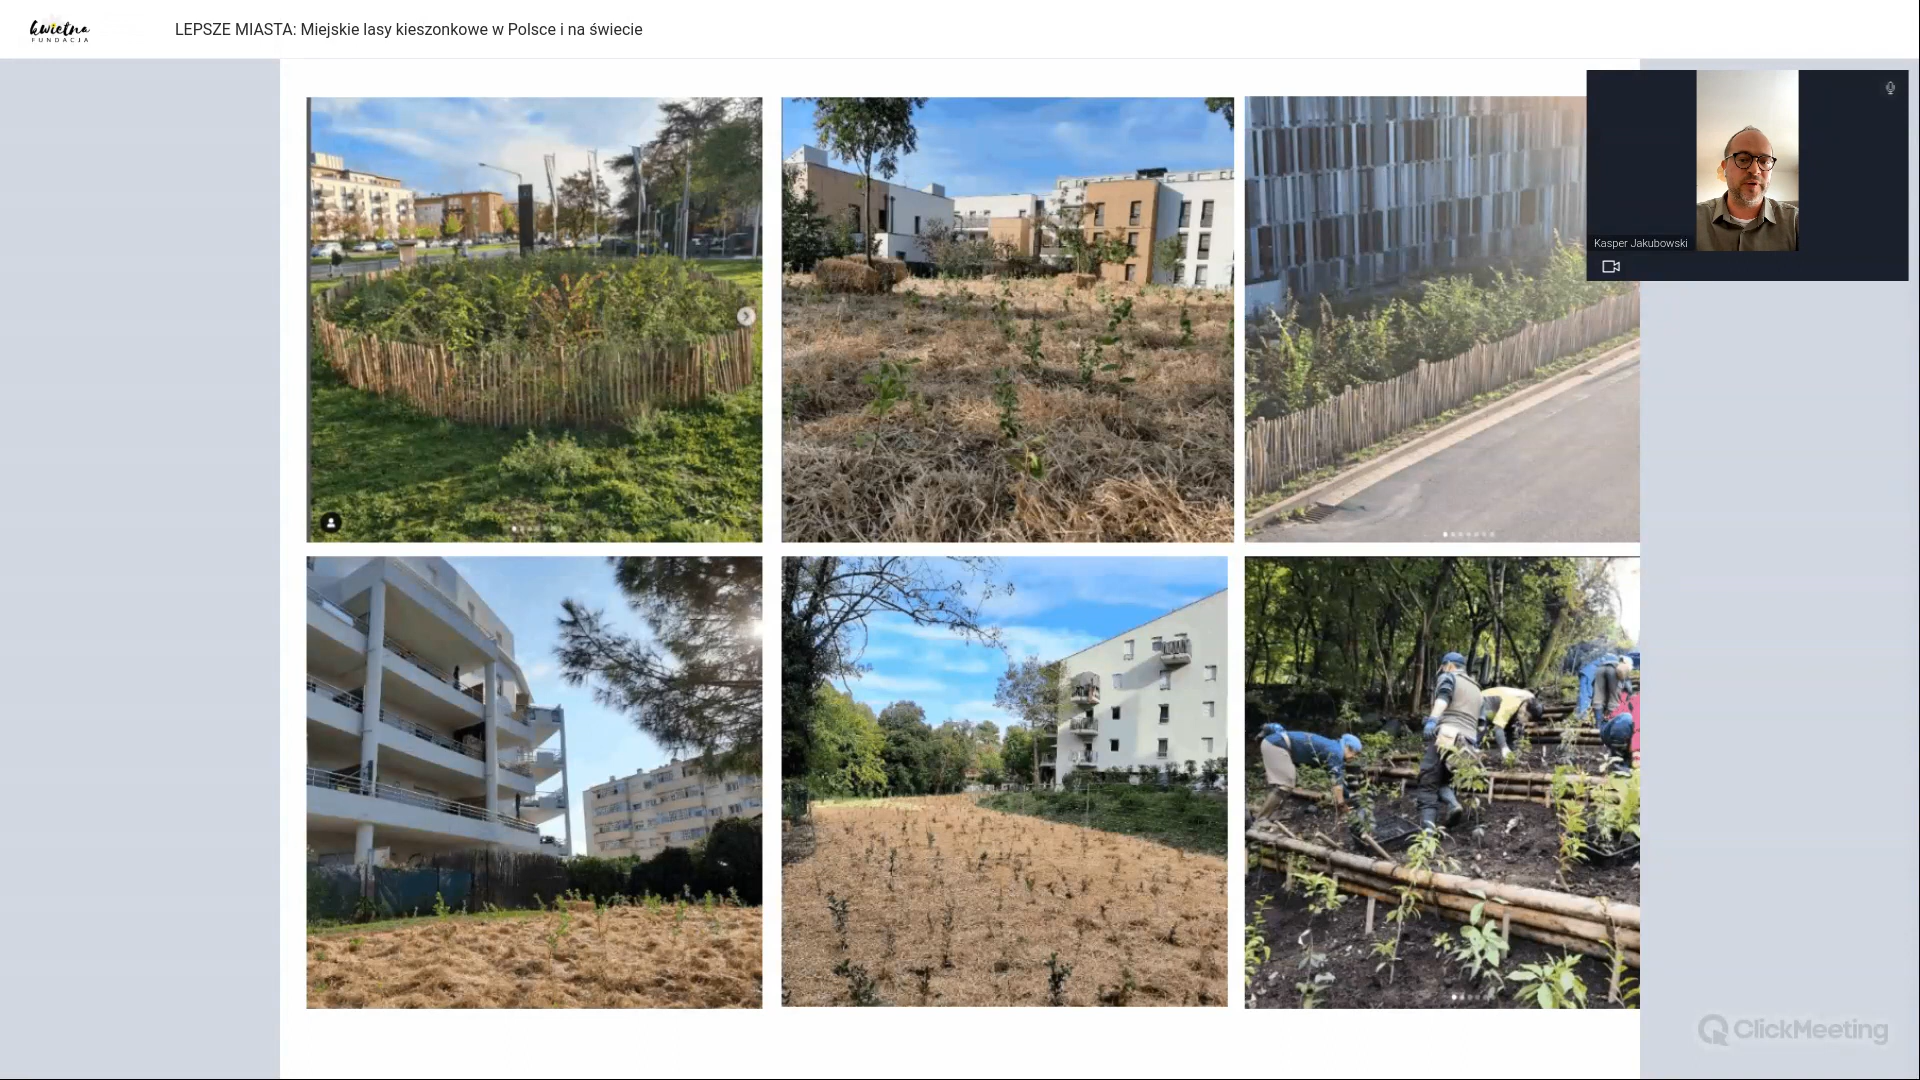 kwietna
FUNDACJA
LEPSZE MIASTA: Miejskie lasy kieszonkowe w Polsce i na świecie
Kasper Jakubowski
ClickMeeting